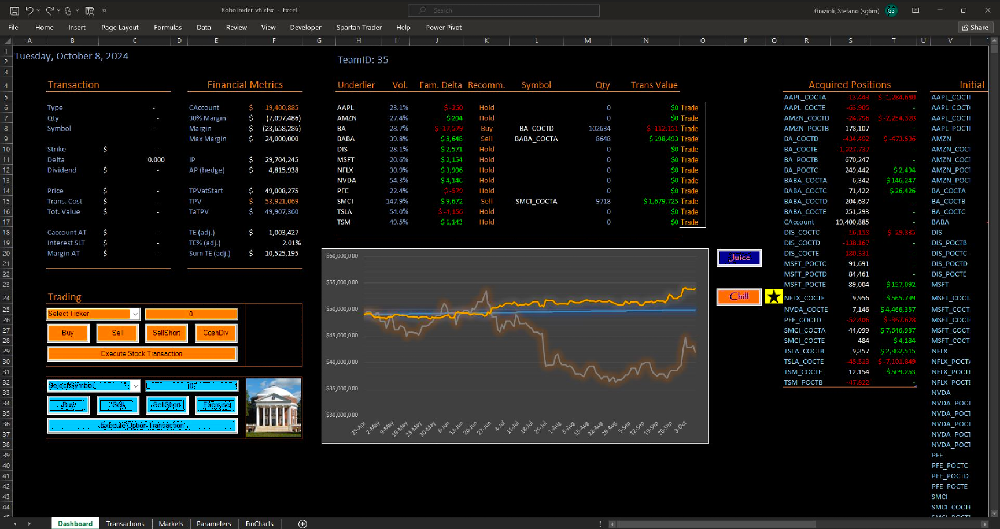 RoboTrader_vB.xlsx - Excel
Search
Grazioli, Stefano (sg6m)
GS
File Home Insert Page Layout Formulas Data Review View Developer Spartan Trader Help Power Pivot
Share
A B C D E F G H I J K L M N O P Q R S T U V
Tuesday, October 8, 2024
TeamID: 35
Transaction
Type -
Qty -
Symbol -
Strike $ -
Delta 0.000
Dividend $ -
Price $ -
Trans. Cost $ -
Tot. Value $ -
Caccount AT $ -
Interest SLT $ -
Margin AT $ -
Financial Metrics
CAccount $ 19,400,885
30% Margin $ (7,097,486)
Margin $ (23,658,286)
Max Margin $ 24,000,000
IP $ 29,704,245
AP (hedge) $ 4,815,938
TPVatStart $ 49,008,275
TPV $ 53,921,069
TaTPV $ 49,907,360
TE (adj.) $ 1,003,427
TE% (adj.) 2.01%
Sum TE (adj.) $ 10,525,195
Underlier Vol. Fam. Delta Recomm. Symbol Qty Trans Value
AAPL 23.1% $ -260 Hold 0 $0 Trade
AMZN 27.4% $ 204 Hold 0 $0 Trade
BA 28.7% $ -17,579 Buy BA_COCTD 102634 $ -112,151 Trade
BABA 39.8% $ 8,648 Sell BABA_COCTA 8648 $ 198,493 Trade
DIS 28.1% $ 2,571 Hold 0 $0 Trade
MSFT 20.6% $ 2,154 Hold 0 $0 Trade
NFLX 30.9% $ 3,906 Hold 0 $0 Trade
NVDA 54.3% $ 4,146 Hold 0 $0 Trade
PFE 22.4% $ -579 Hold 0 $0 Trade
SMCI 147.9% $ 9,672 Sell SMCI_COCTA 9718 $ 1,679,725 Trade
TSLA 54.0% $ -4,156 Hold 0 $0 Trade
TSM 49.5% $ 1,143 Hold 0 $0 Trade
Acquired Positions
AAPL_COCTA -13,443 $ -1,284,680
AAPL_COCTE -63,905 -
AMZN_COCTD -24,796 $ -2,254,328
AMZN_POCTB 178,107 -
BA_COCTD -434,492 $ -473,596
BA_COCTE -1,027,737 -
BA_POCTB 670,247 -
BA_POCTC 249,442 $ 2,494
BABA_COCTA 6,342 $ 146,247
BABA_COCTC 71,422 $ 26,426
BABA_COCTD 204,637 -
BABA_COCTE 251,293 -
CAccount 19,400,885 -
DIS_COCTC -16,118 $ -29,335
DIS_COCTD -138,167 -
DIS_COCTE -180,331 -
MSFT_POCTC 91,691 -
MSFT_POCTD 84,461 -
MSFT_POCTE 89,004 $ 157,092
NFLX_COCTE 9,956 $ 565,799
NVDA_COCTE 7,146 $ 4,466,357
PFE_COCTD -52,406 $ -367,628
SMCI_COCTA 44,099 $ 7,646,987
SMCI_COCTE 484 $ 4,184
TSLA_COCTB 9,357 $ 2,802,515
TSLA_COCTE -45,513 $ -7,101,849
TSM_COCTE 12,154 $ 509,253
TSM_POCTB -47,822 -
Initial
AMZN
BA_COCTA
BA_COCTB
BA_COCTC
BABA
DIS
DIS_POCTB
DIS_POCTC
DIS_POCTD
DIS_POCTE
MSFT
NFLX
NVDA
PFE
PFE_POCTC
PFE_POCTD
PFE_POCTE
SMCI
Trading
Select Ticker 0
Buy Sell SellShort CashDiv
Execute Stock Transaction
Select Symbol 0
Buy Sell SellShort Exercise
Execute Option Transaction
$60,000,000
$55,000,000
$50,000,000
$45,000,000
$40,000,000
$35,000,000
$30,000,000
25-Apr 2-May 9-May 16-May 23-May 30-May 6-Jun 13-Jun 20-Jun 27-Jun 4-Jul 11-Jul 18-Jul 25-Jul 1-Aug 8-Aug 15-Aug 22-Aug 29-Aug 5-Sep 12-Sep 19-Sep 26-Sep 3-Oct
Juice
Chill
Dashboard Transactions Markets Parameters FinCharts